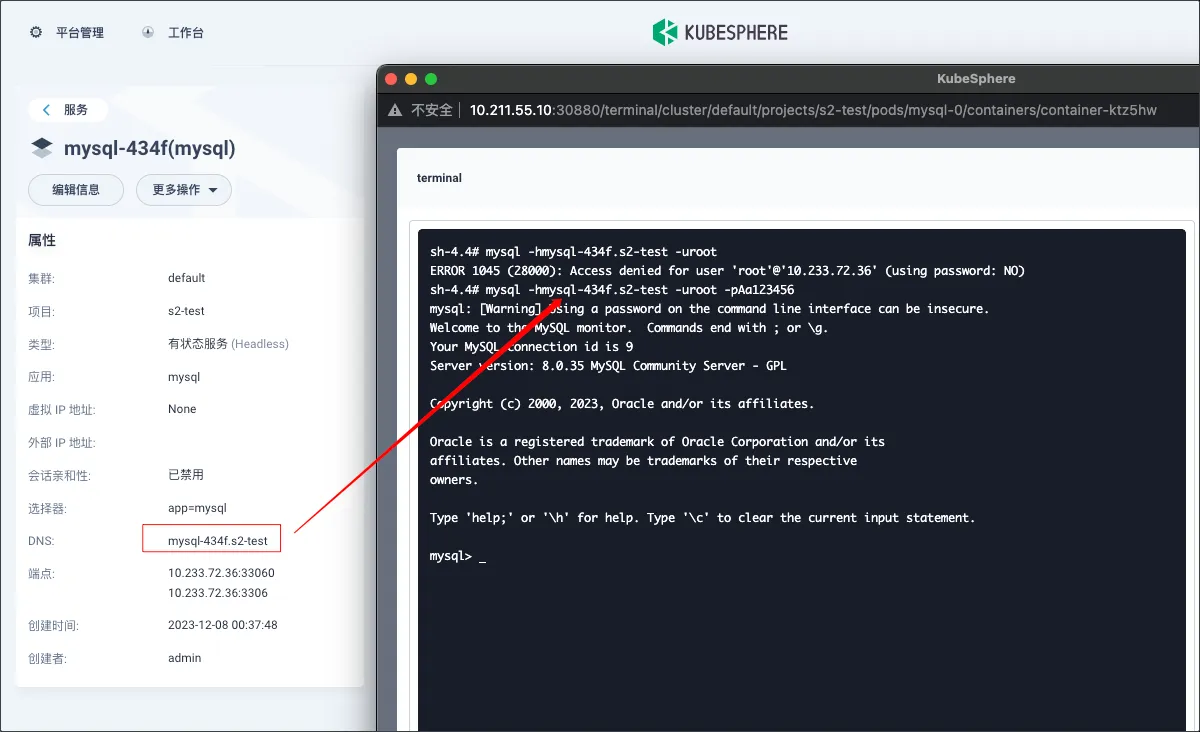 平台管理
工作台
KUBESPHERE
服务
mysql-434f(mysql)
编辑信息
更多操作
属性
集群:
default
项目:
s2-test
类型:
有状态服务 (Headless)
应用:
mysql
虚拟 IP 地址:
None
外部 IP 地址:
会话亲和性:
已禁用
选择器:
app=mysql
DNS:
mysql-434f.s2-test
端点:
10.233.72.36:33060
10.233.72.36:3306
创建时间:
2023-12-08 00:37:48
创建者:
admin
KubeSphere
不安全
10.211.55.10:30880/terminal/cluster/default/projects/s2-test/pods/mysql-0/containers/container-ktz5hw
terminal
sh-4.4# mysql -hmysql-434f.s2-test -uroot
ERROR 1045 (28000): Access denied for user 'root'@'10.233.72.36' (using password: NO)
sh-4.4# mysql -hmysql-434f.s2-test -uroot -pAa123456
mysql: [Warning] Using a password on the command line interface can be insecure.
Welcome to the MySQL monitor.  Commands end with ; or \g.
Your MySQL connection id is 9
Server version: 8.0.35 MySQL Community Server - GPL
Copyright (c) 2000, 2023, Oracle and/or its affiliates.
Oracle is a registered trademark of Oracle Corporation and/or its
affiliates. Other names may be trademarks of their respective
owners.
Type 'help;' or '\h' for help. Type '\c' to clear the current input statement.
mysql> _